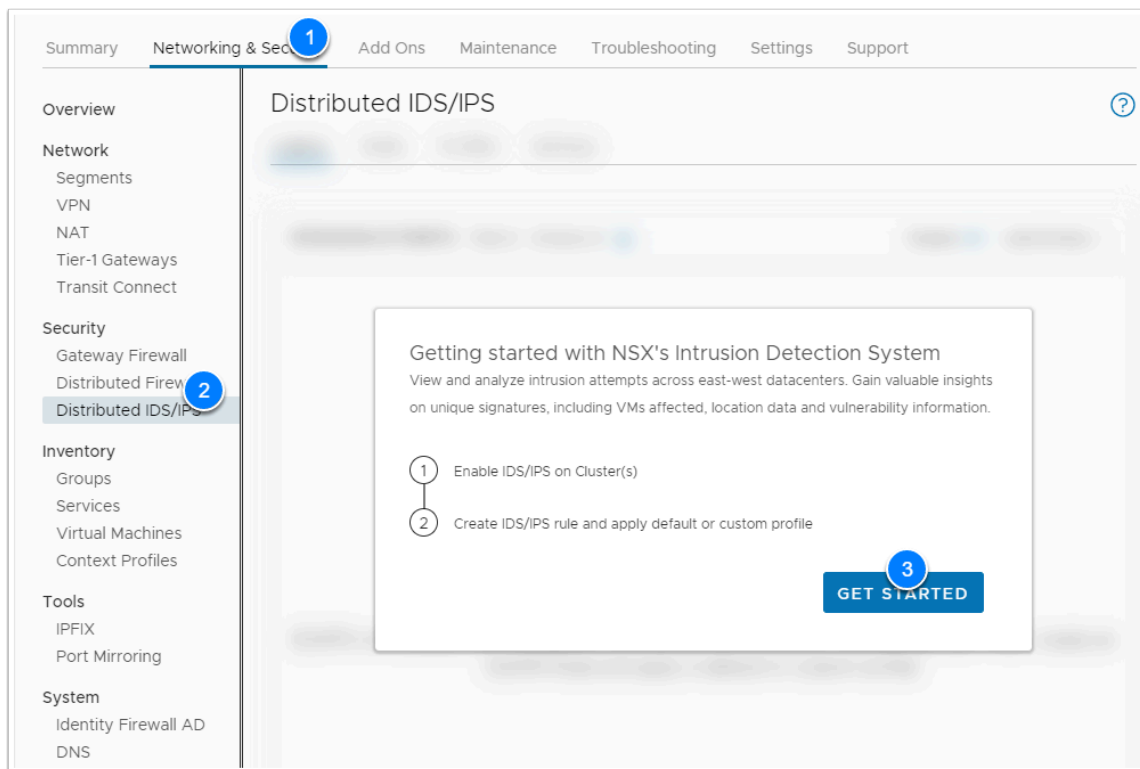 Summary Networking & Sec 1 Add Ons Maintenance Troubleshooting Settings Support
Overview
Network
Segments
VPN
NAT
Tier-1 Gateways
Transit Connect
Security
Gateway Firewall
Distributed Firew 2
Distributed IDS/IPS
Inventory
Groups
Services
Virtual Machines
Context Profiles
Tools
IPFIX
Port Mirroring
System
Identity Firewall AD
DNS
Distributed IDS/IPS ?
Getting started with NSX's Intrusion Detection System
View and analyze intrusion attempts across east-west datacenters. Gain valuable insights
on unique signatures, including VMs affected, location data and vulnerability information.
1 Enable IDS/IPS on Cluster(s)
2 Create IDS/IPS rule and apply default or custom profile
3
GET STARTED